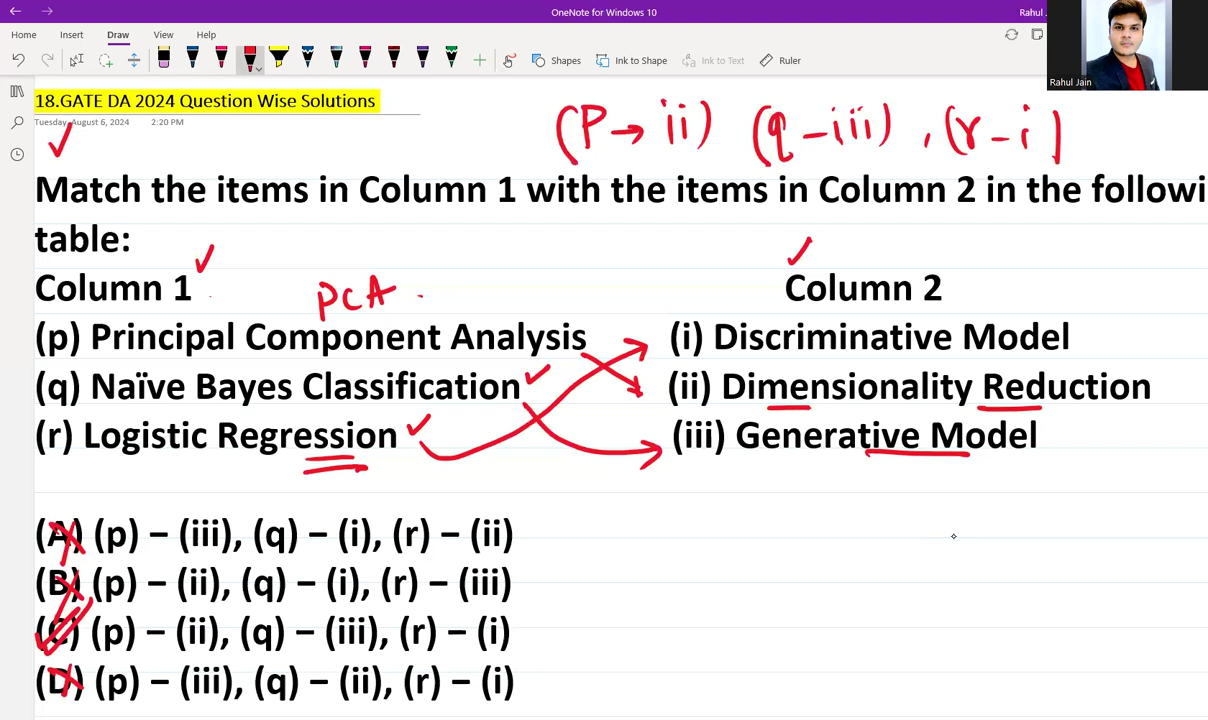 OneNote for Windows 10
Rahul J
Home Insert Draw View Help
Shapes Ink to Shape Ink to Text Ruler
Rahul Jain
18.GATE DA 2024 Question Wise Solutions
Tuesday, August 6, 2024 2:20 PM
(P → ii) (q – iii) , (r – i)
Match the items in Column 1 with the items in Column 2 in the followi
table:
Column 1 Column 2
PCA
(p) Principal Component Analysis (i) Discriminative Model
(q) Naïve Bayes Classification (ii) Dimensionality Reduction
(r) Logistic Regression (iii) Generative Model
(A) (p) – (iii), (q) – (i), (r) – (ii)
(B) (p) – (ii), (q) – (i), (r) – (iii)
(C) (p) – (ii), (q) – (iii), (r) – (i)
(D) (p) – (iii), (q) – (ii), (r) – (i)